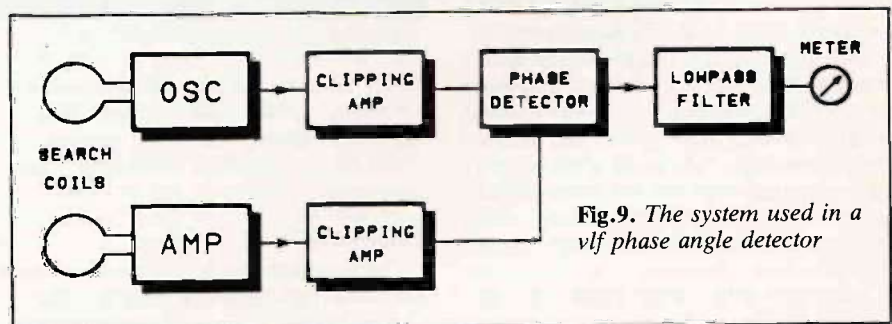 METER
OSC
CLIPPING
AMP
PHASE
DETECTOR
LOWPASS
FILTER
SEARCH
COILS
AMP
CLIPPING
AMP
Fig.9. The system used in a
vlf phase angle detector